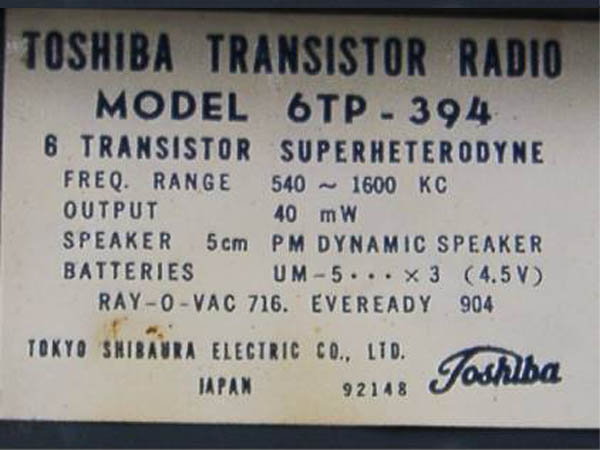 TOSHIBA TRANSISTOR RADIO
MODEL 6TP-394
6 TRANSISTOR SUPERHETERODYNE
FREQ. RANGE 540 ~ 1600 KC
OUTPUT 40 mW
SPEAKER 5cm PM DYNAMIC SPEAKER
BATTERIES UM-5··· ×3 (4.5V)
RAY-O-VAC 716. EVEREADY 904
TOKYO SHIBAURA ELECTRIC CO., LTD.
JAPAN 92148 Toshiba